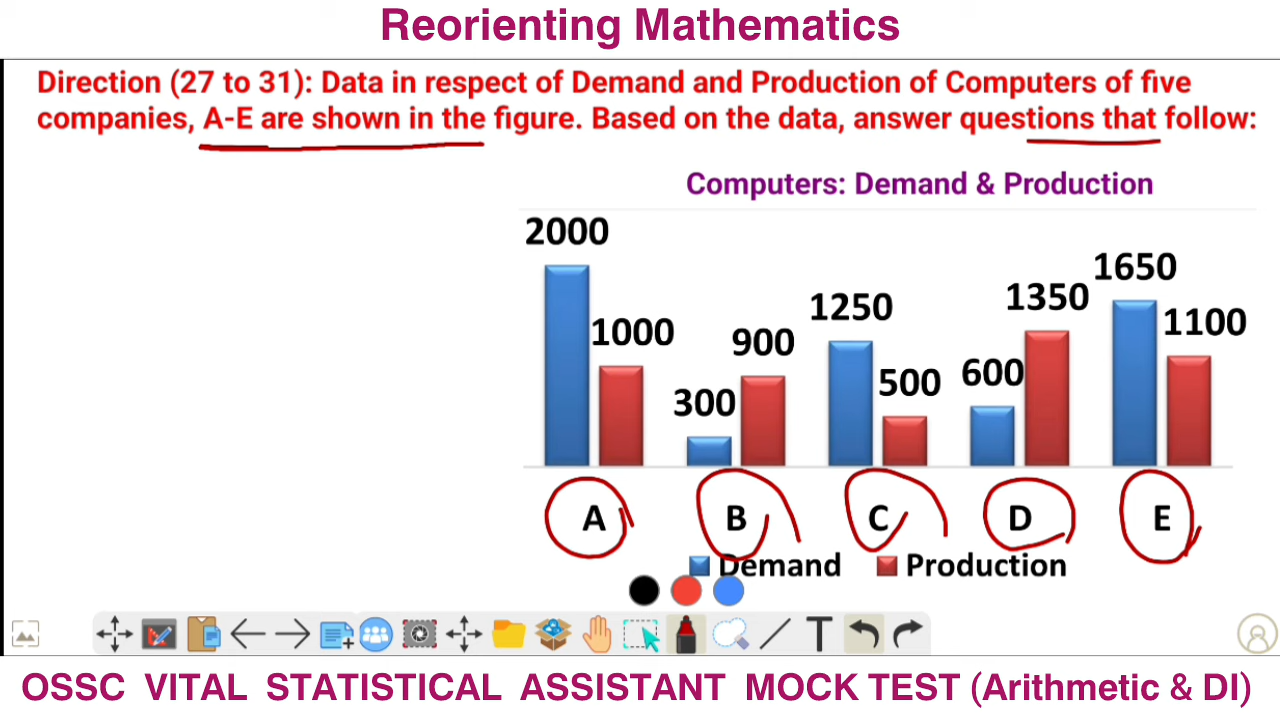 Reorienting Mathematics
Direction (27 to 31): Data in respect of Demand and Production of Computers of five
companies, A-E are shown in the figure. Based on the data, answer questions that follow:
Computers: Demand & Production
2000
1000
300
900
1250
500
600
1350
1650
1100
A B C D E
Demand Production
T
OSSC VITAL STATISTICAL ASSISTANT MOCK TEST (Arithmetic & DI)